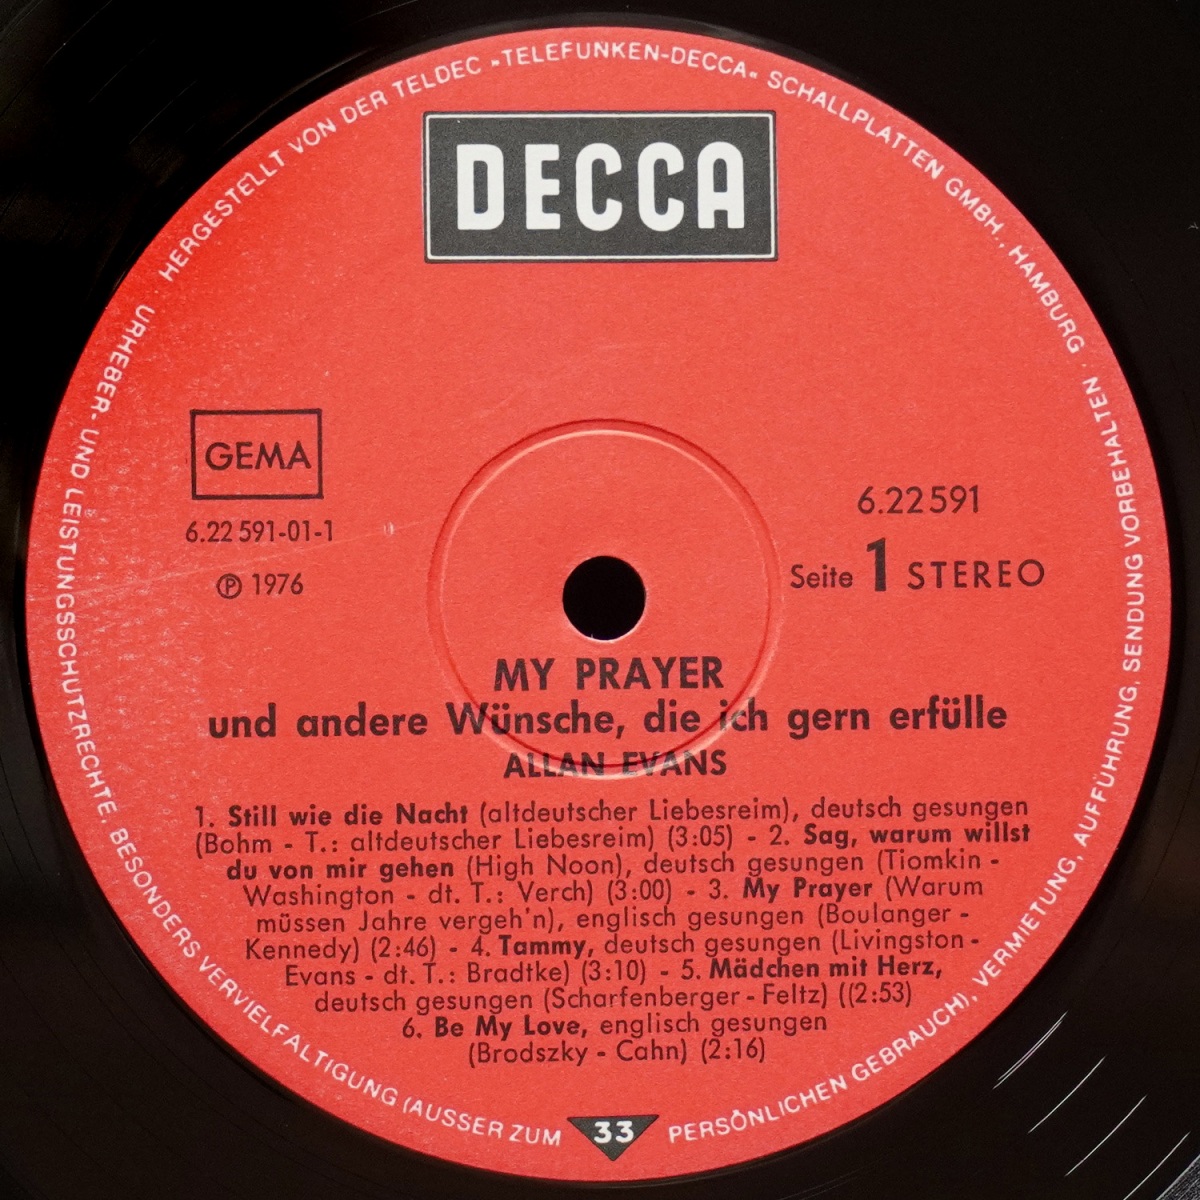 HERGESTELLT VON DER TELDEC »TELEFUNKEN-DECCA« SCHALLPLATTEN GMBH., HAMBURG · URHEBER- UND LEISTUNGSSCHUTZRECHTE, BESONDERS VERVIELFÄLTIGUNG (AUSSER ZUM PERSÖNLICHEN GEBRAUCH), VERMIETUNG, AUFFÜHRUNG, SENDUNG VORBEHALTEN ·
DECCA
GEMA
6.22 591-01-1
℗ 1976
6.22591
Seite 1 STEREO
MY PRAYER
und andere Wünsche, die ich gern erfülle
ALLAN EVANS
1. Still wie die Nacht (altdeutscher Liebesreim), deutsch gesungen
(Bohm - T.: altdeutscher Liebesreim) (3:05) - 2. Sag, warum willst
du von mir gehen (High Noon), deutsch gesungen (Tiomkin -
Washington - dt. T.: Verch) (3:00) - 3. My Prayer (Warum
müssen Jahre vergeh'n), englisch gesungen (Boulanger -
Kennedy) (2:46) - 4. Tammy, deutsch gesungen (Livingston -
Evans - dt. T.: Bradtke) (3:10) - 5. Mädchen mit Herz,
deutsch gesungen (Scharfenberger - Feltz) ((2:53)
6. Be My Love, englisch gesungen
(Brodszky - Cahn) (2:16)
33